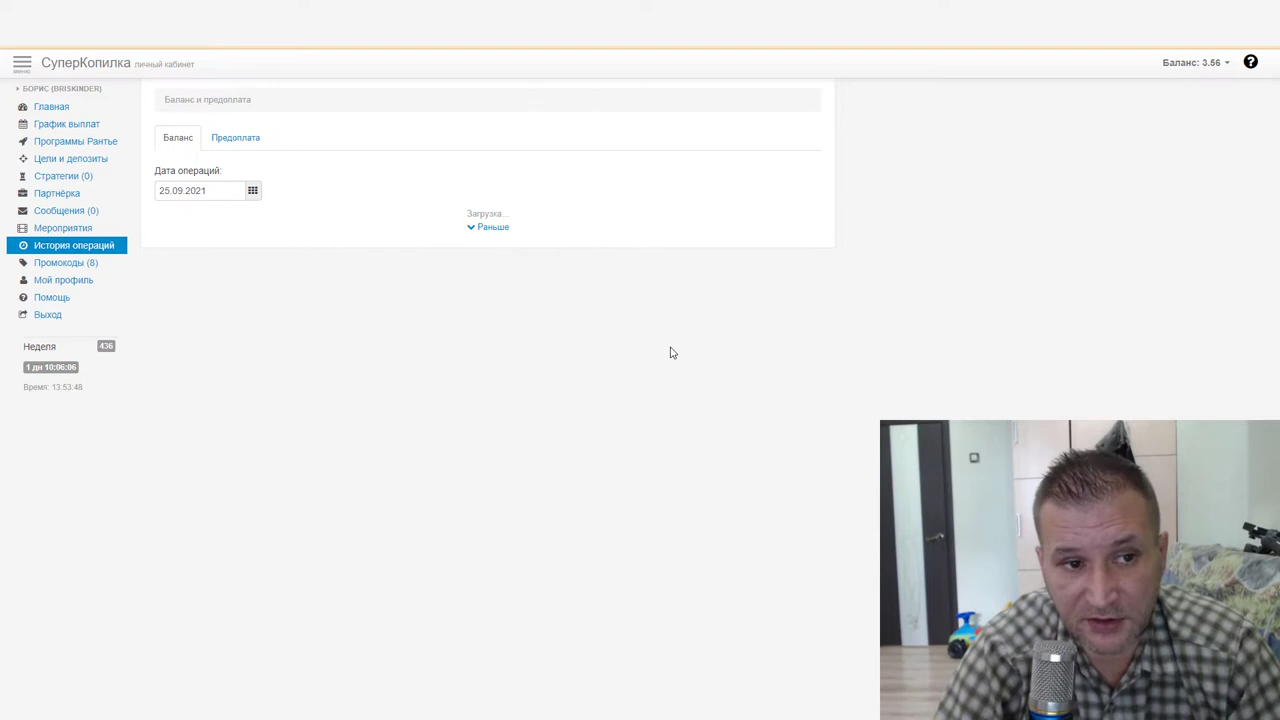 СуперКопилка личный кабинет
Баланс: 3.56
меню
БОРИС (BRISKINDER)
Главная
График выплат
Программы Рантье
Цели и депозиты
Стратегии (0)
Партнёрка
Сообщения (0)
Мероприятия
История операций
Промокоды (8)
Мой профиль
Помощь
Выход
Неделя 436
1 дн 10:06:06
Время: 13:53:48
Баланс и предоплата
Баланс Предоплата
Дата операций:
25.09.2021
Загрузка...
Раньше